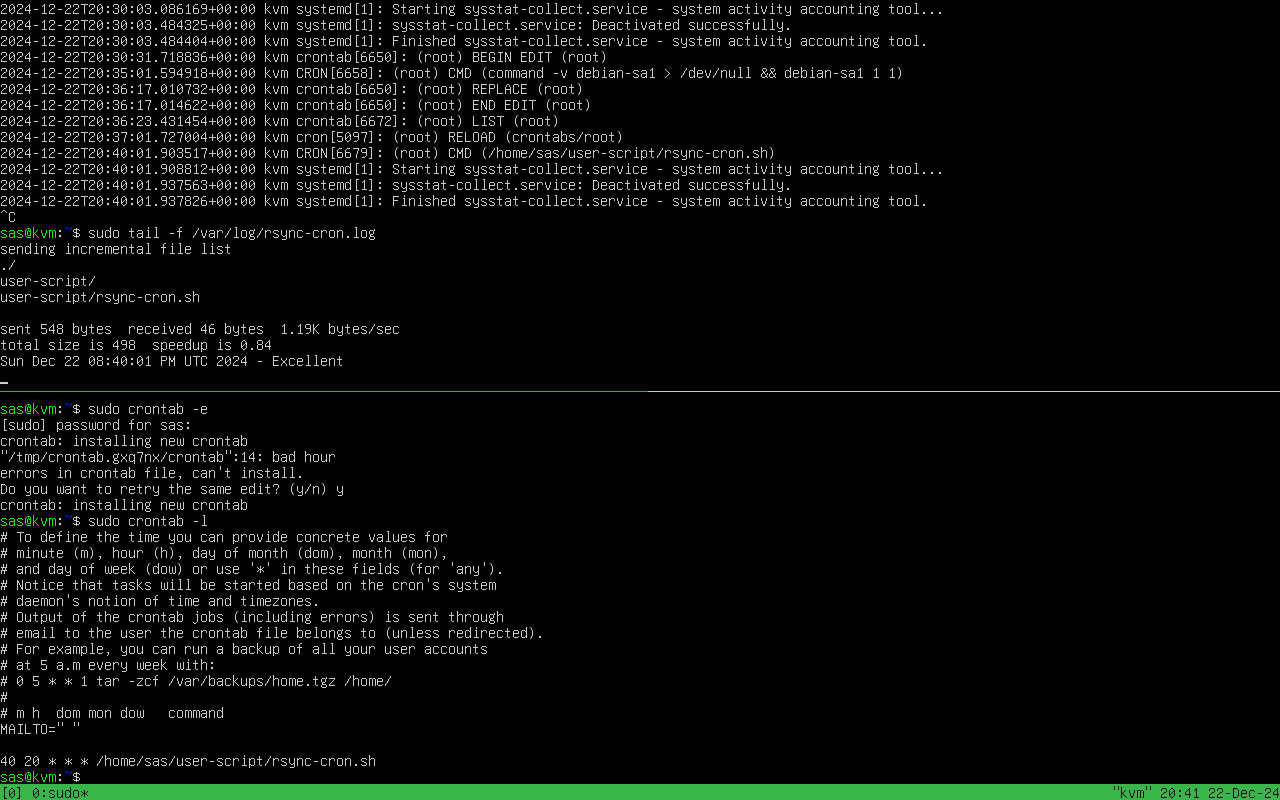 2024-12-22T20:30:03.086169+00:00 kvm systemd[1]: Starting sysstat-collect.service - system activity accounting tool...
2024-12-22T20:30:03.484325+00:00 kvm systemd[1]: sysstat-collect.service: Deactivated successfully.
2024-12-22T20:30:03.484404+00:00 kvm systemd[1]: Finished sysstat-collect.service - system activity accounting tool.
2024-12-22T20:30:31.718836+00:00 kvm crontab[6650]: (root) BEGIN EDIT (root)
2024-12-22T20:35:01.594918+00:00 kvm CRON[6658]: (root) CMD (command -v debian-sa1 > /dev/null && debian-sa1 1 1)
2024-12-22T20:36:17.010732+00:00 kvm crontab[6650]: (root) REPLACE (root)
2024-12-22T20:36:17.014622+00:00 kvm crontab[6650]: (root) END EDIT (root)
2024-12-22T20:36:23.431454+00:00 kvm crontab[6672]: (root) LIST (root)
2024-12-22T20:37:01.727004+00:00 kvm cron[5097]: (root) RELOAD (crontabs/root)
2024-12-22T20:40:01.903517+00:00 kvm CRON[6679]: (root) CMD (/home/sas/user-script/rsync-cron.sh)
2024-12-22T20:40:01.908812+00:00 kvm systemd[1]: Starting sysstat-collect.service - system activity accounting tool...
2024-12-22T20:40:01.937563+00:00 kvm systemd[1]: sysstat-collect.service: Deactivated successfully.
2024-12-22T20:40:01.937826+00:00 kvm systemd[1]: Finished sysstat-collect.service - system activity accounting tool.
^C
sas@kvm:~$ sudo tail -f /var/log/rsync-cron.log
sending incremental file list
./
user-script/
user-script/rsync-cron.sh

sent 548 bytes  received 46 bytes  1.19K bytes/sec
total size is 498  speedup is 0.84
Sun Dec 22 08:40:01 PM UTC 2024 - Excellent

sas@kvm:~$ sudo crontab -e
[sudo] password for sas:
crontab: installing new crontab
"/tmp/crontab.gxq7nx/crontab":14: bad hour
errors in crontab file, can't install.
Do you want to retry the same edit? (y/n) y
crontab: installing new crontab
sas@kvm:~$ sudo crontab -l
# To define the time you can provide concrete values for
# minute (m), hour (h), day of month (dom), month (mon),
# and day of week (dow) or use '*' in these fields (for 'any').
# Notice that tasks will be started based on the cron's system
# daemon's notion of time and timezones.
# Output of the crontab jobs (including errors) is sent through
# email to the user the crontab file belongs to (unless redirected).
# For example, you can run a backup of all your user accounts
# at 5 a.m every week with:
# 0 5 * * 1 tar -zcf /var/backups/home.tgz /home/
#
# m h  dom mon dow   command
MAILTO=" "

40 20 * * * /home/sas/user-script/rsync-cron.sh
sas@kvm:~$
[0] 0:sudo* "kvm" 20:41 22-Dec-24